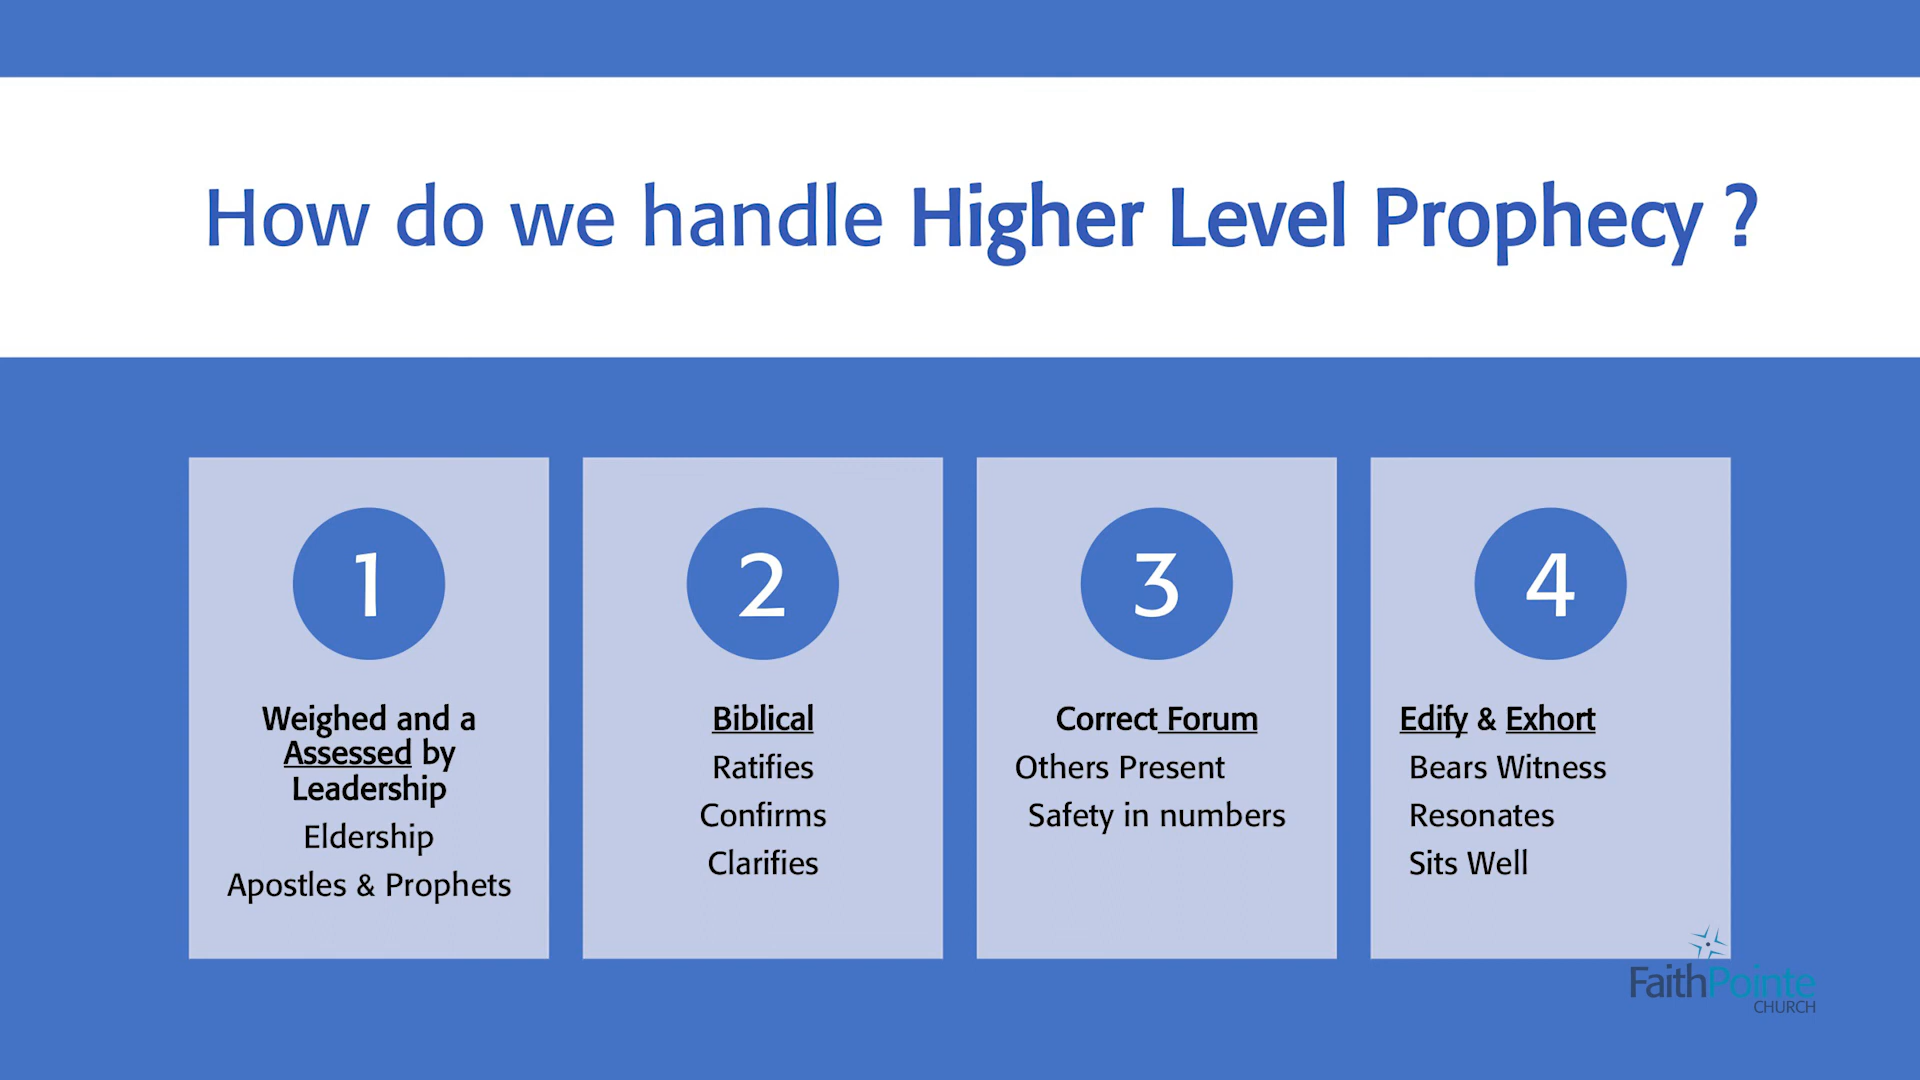 How do we handle Higher Level Prophecy ?
1
Weighed and a
Assessed by
Leadership
Eldership
Apostles & Prophets
2
Biblical
Ratifies
Confirms
Clarifies
3
Correct Forum
Others Present
Safety in numbers
4
Edify & Exhort
Bears Witness
Resonates
Sits Well
FaithPointe
CHURCH